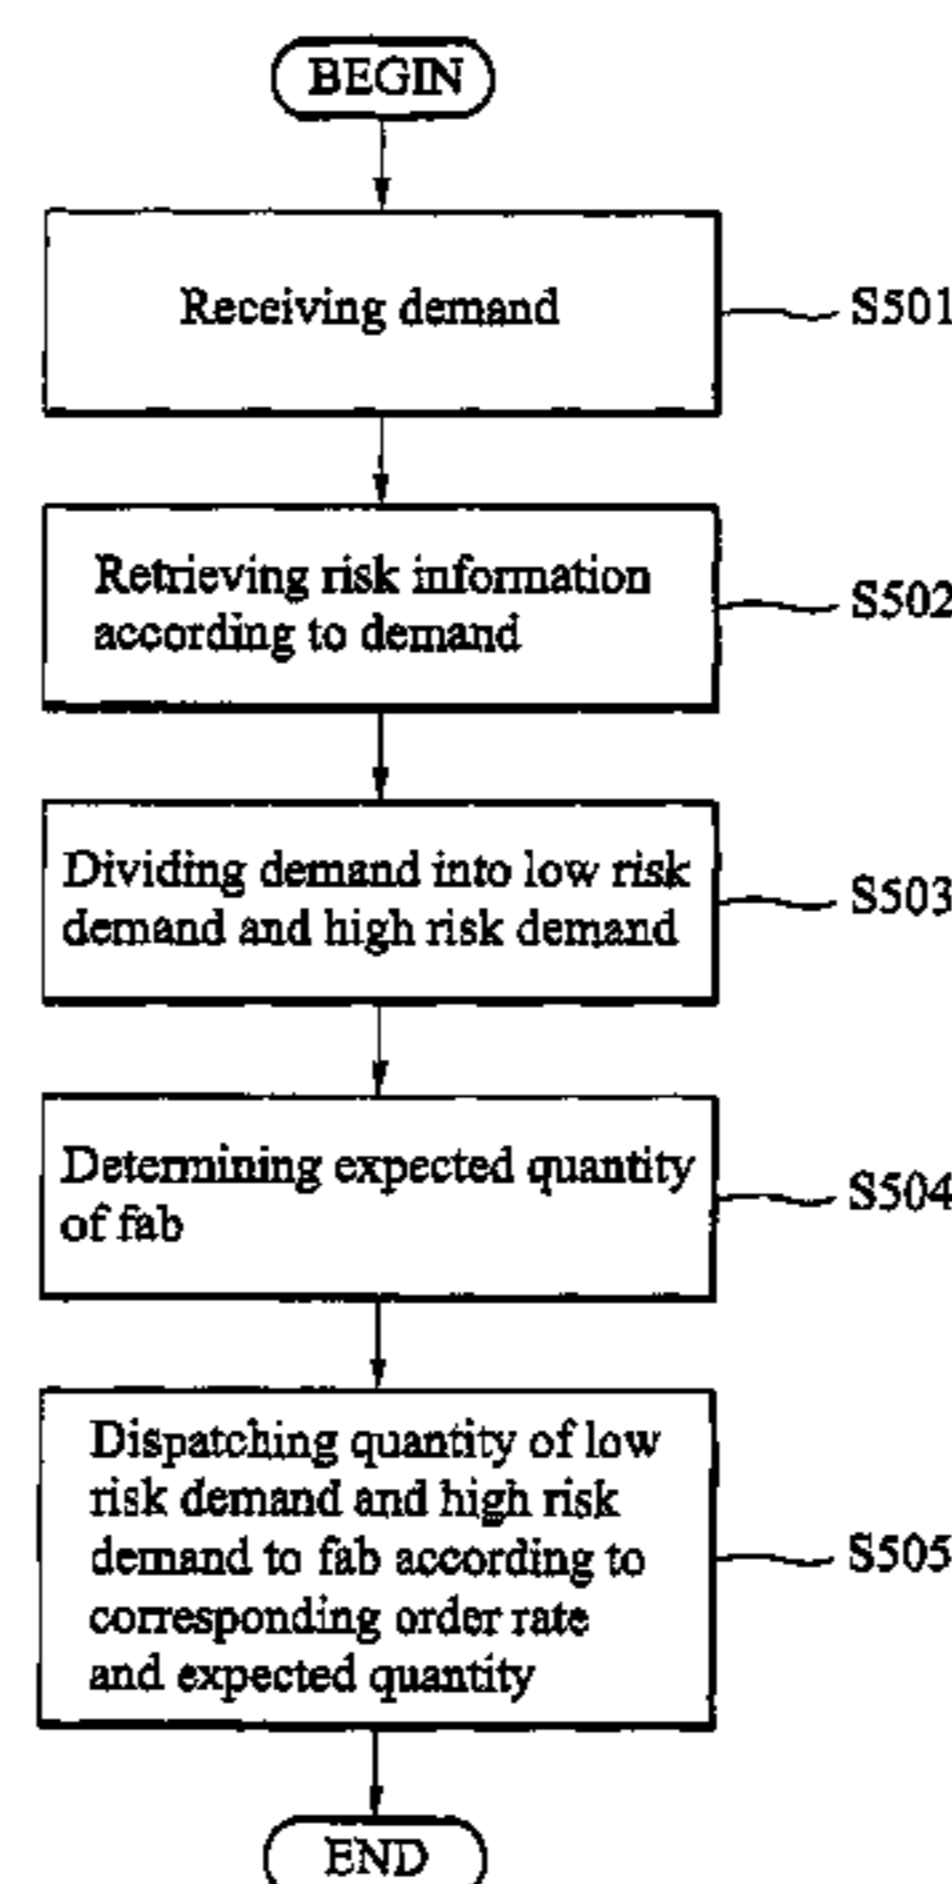 BEGIN
Receiving demand
S501
Retrieving risk information
according to demand
S502
Dividing demand into low risk
demand and high risk demand
S503
Determining expected quantity
of fab
S504
Dispatching quantity of low
risk demand and high risk
demand to fab according to
corresponding order rate
and expected quantity
S505
END